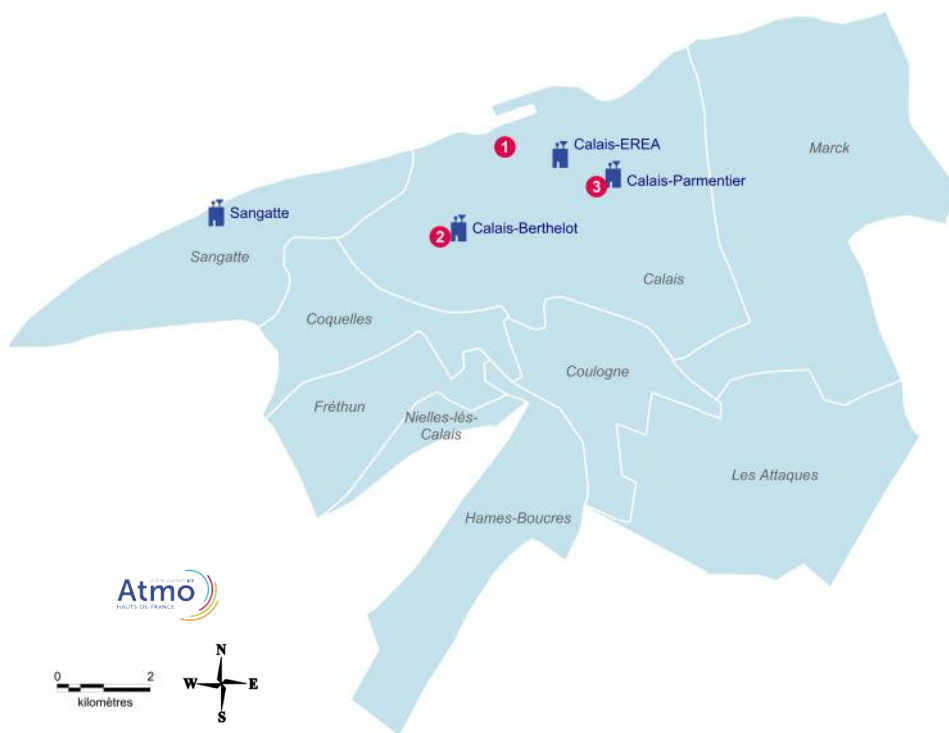 Marck
1
Calais-EREA
3
Calais-Parmentier
Sangatte
2
Calais-Berthelot
Sangatte
Calais
Coquelles
Coulogne
Fréthun
Nielles-lés-
Calais
Les Attaques
Hames-Boucres
Atmo
HAUTS-DE-FRANCE
N
W E
S
0 2
kilomètres